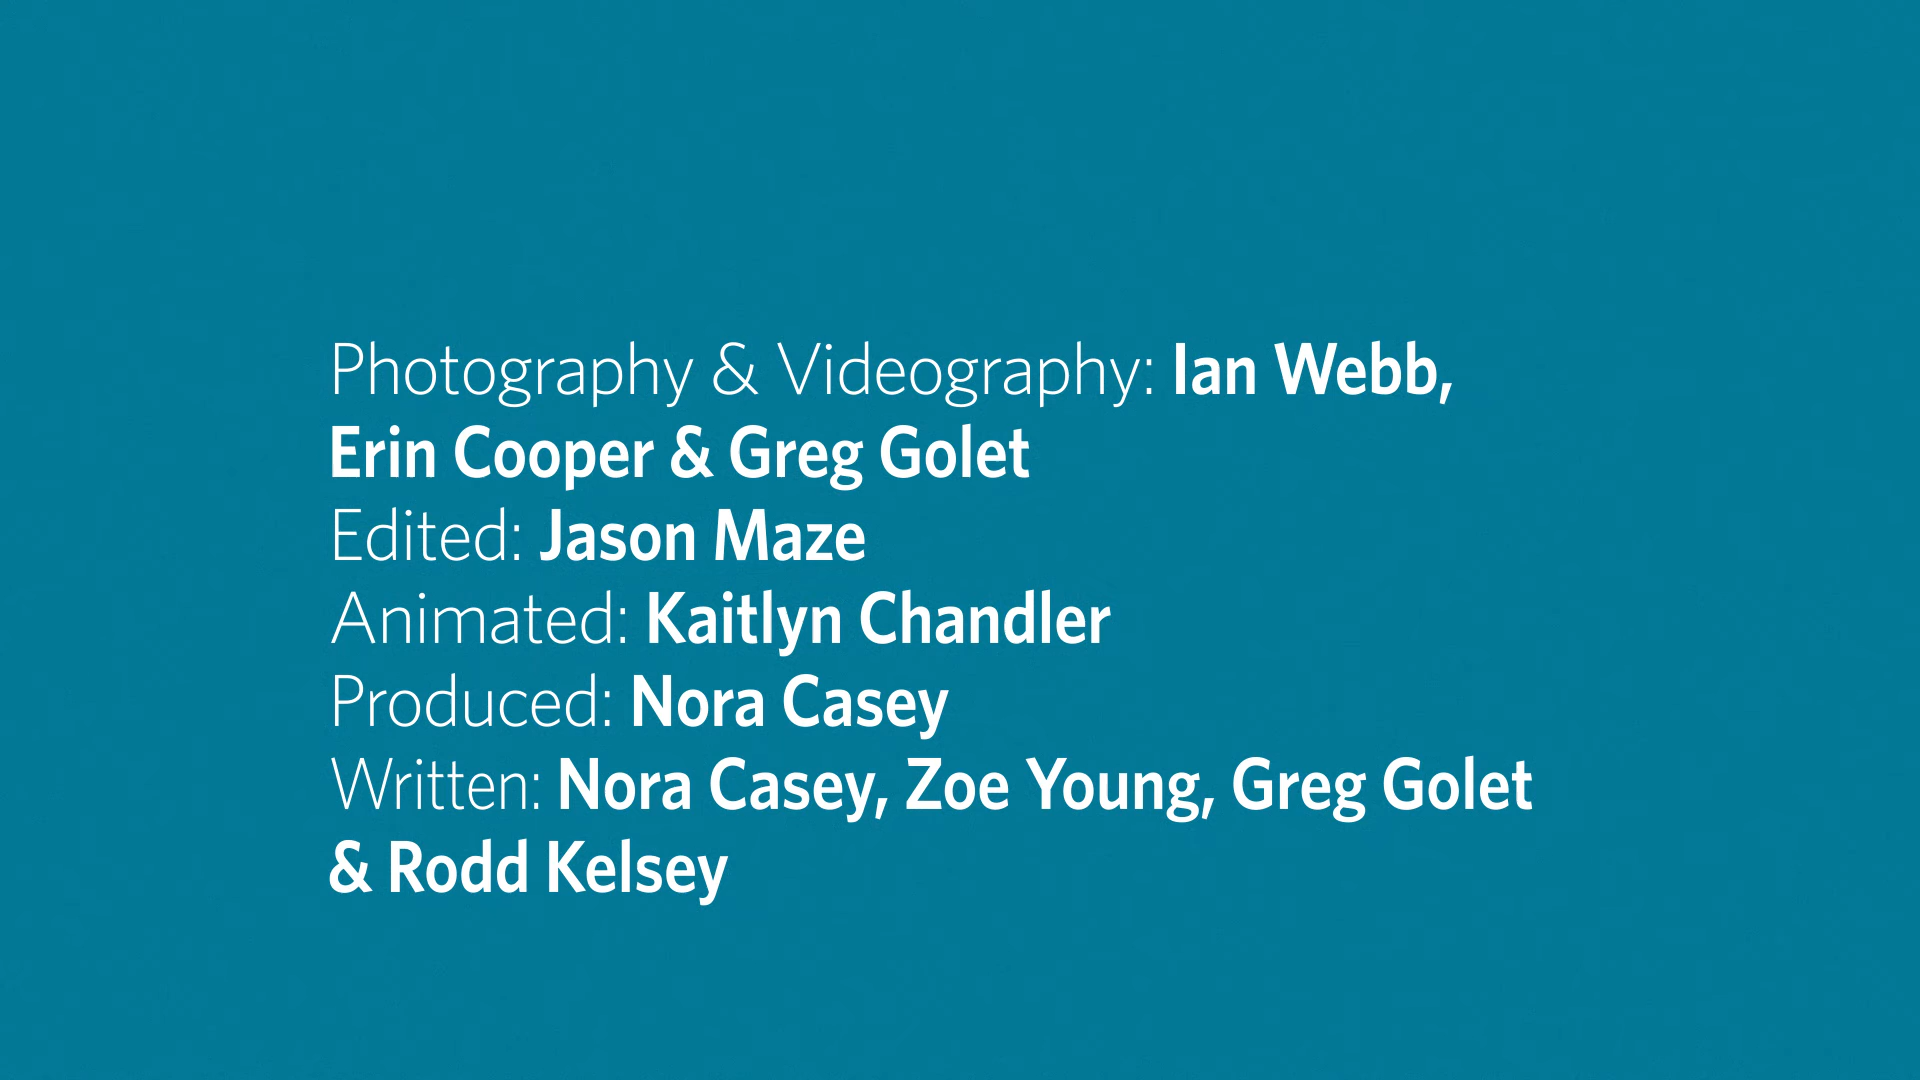 Photography & Videography: Ian Webb,
Erin Cooper & Greg Golet
Edited: Jason Maze
Animated: Kaitlyn Chandler
Produced: Nora Casey
Written: Nora Casey, Zoe Young, Greg Golet
& Rodd Kelsey